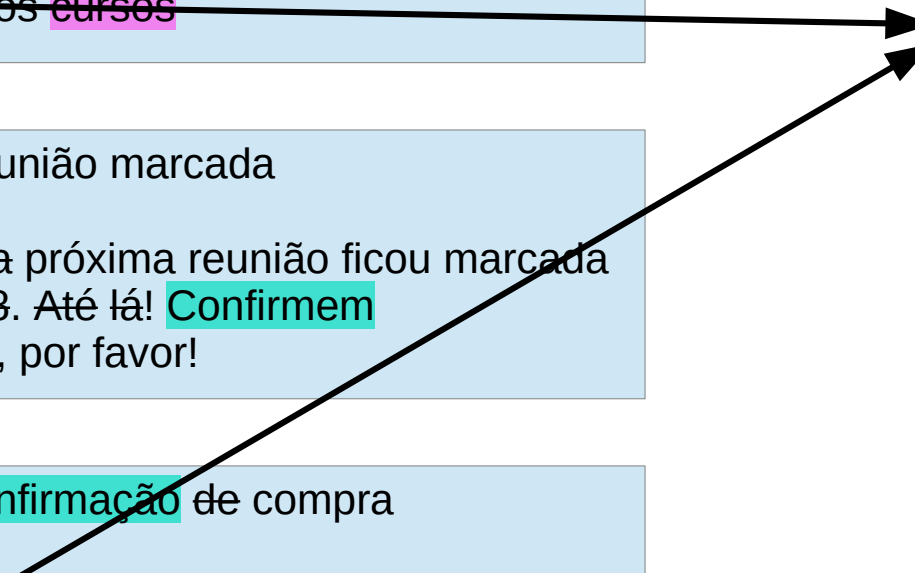 os cursos
união marcada
a próxima reunião ficou marcada
3. Até lá! Confirmem
, por favor!
nfirmação de compra